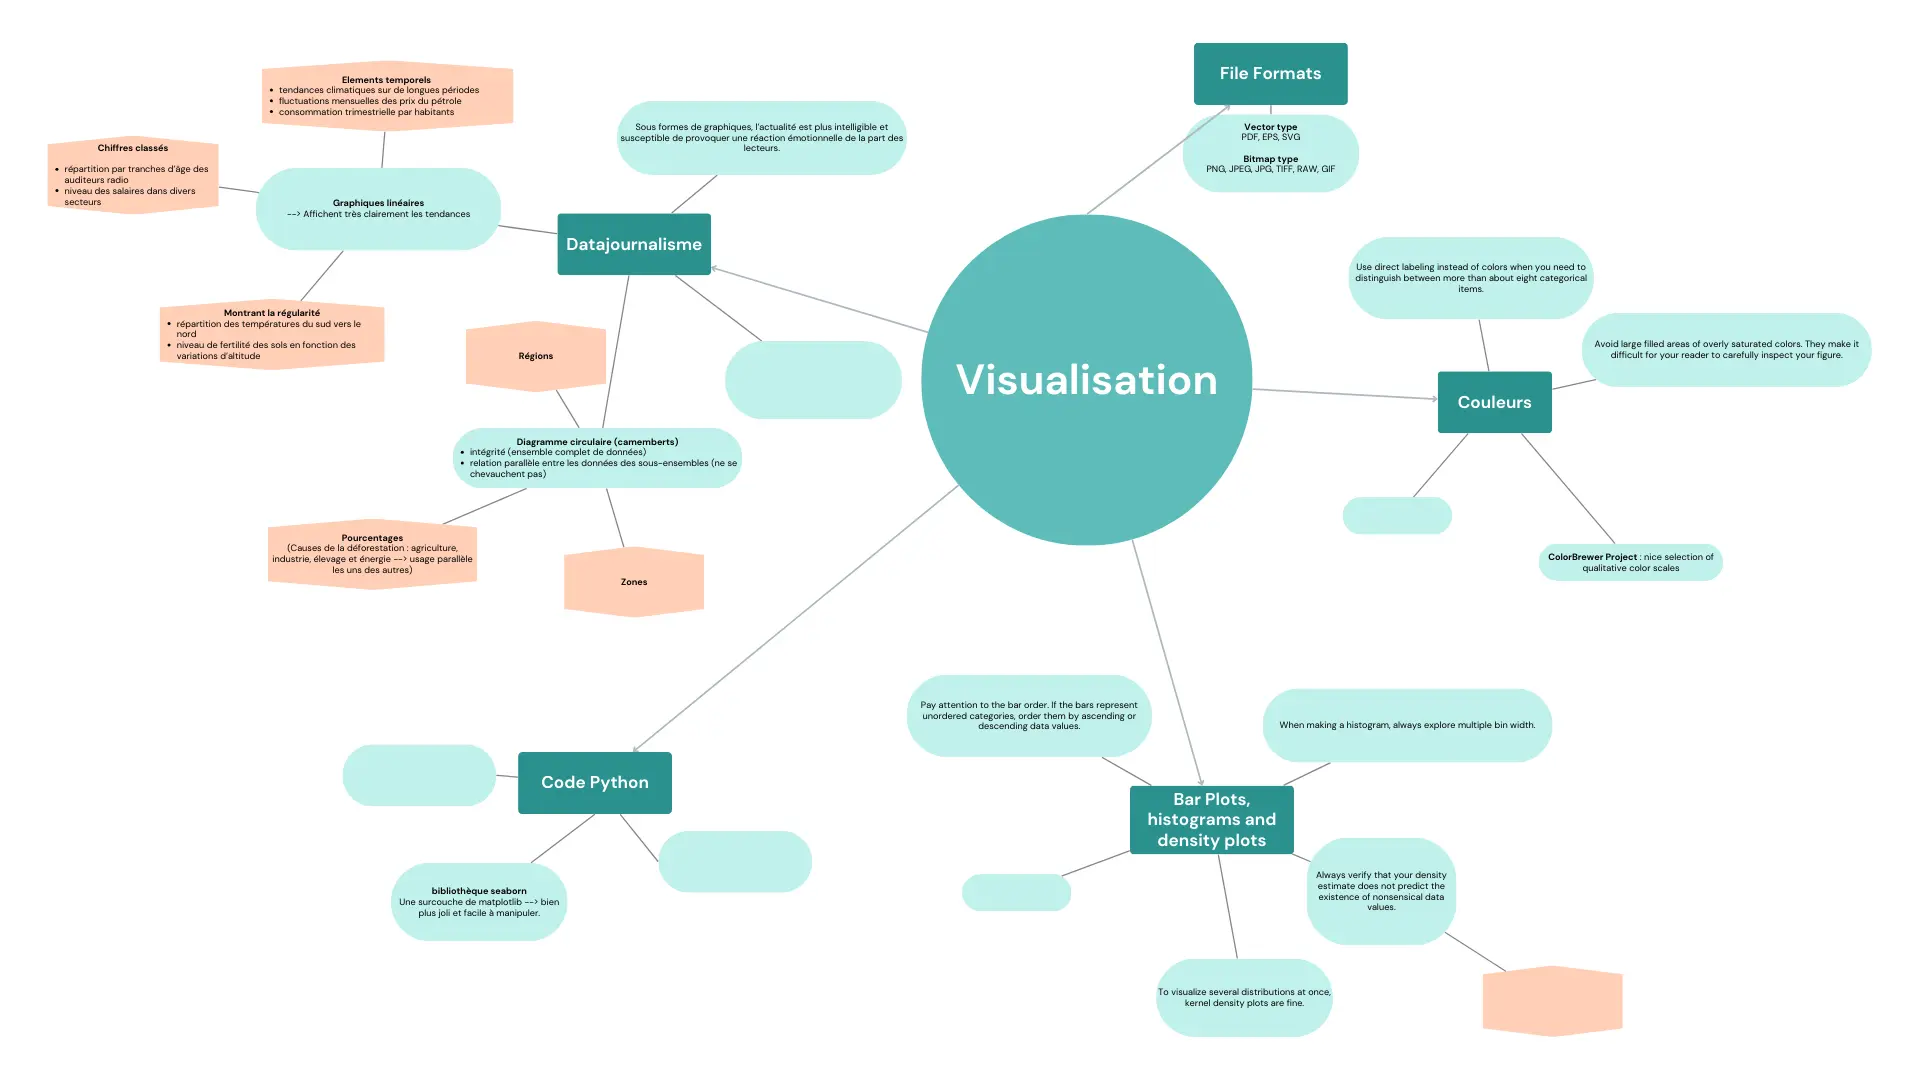 Visualisation
File Formats
Vector type
PDF, EPS, SVG
Bitmap type
PNG, JPEG, JPG, TIFF, RAW, GIF
Datajournalisme
Sous formes de graphiques, l'actualité est plus intelligible et
susceptible de provoquer une réaction émotionnelle de la part des
lecteurs.
Graphiques linéaires
--> Affichent très clairement les tendances
Elements temporels
• tendances climatiques sur de longues périodes
• fluctuations mensuelles des prix du pétrole
• consommation trimestrielle par habitants
Chiffres classés
• répartition par tranches d'âge des
auditeurs radio
• niveau des salaires dans divers
secteurs
Montrant la régularité
• répartition des températures du sud vers le
nord
• niveau de fertilité des sols en fonction des
variations d'altitude
Régions
Diagramme circulaire (camemberts)
• intégrité (ensemble complet de données)
• relation parallèle entre les données des sous-ensembles (ne se
chevauchent pas)
Pourcentages
(Causes de la déforestation : agriculture,
industrie, élevage et énergie --> usage parallèle
les uns des autres)
Zones
Couleurs
Use direct labeling instead of colors when you need to
distinguish between more than about eight categorical
items.
Avoid large filled areas of overly saturated colors. They make it
difficult for your reader to carefully inspect your figure.
ColorBrewer Project : nice selection of
qualitative color scales
Code Python
bibliothèque seaborn
Une surcouche de matplotlib --> bien
plus joli et facile à manipuler.
Bar Plots,
histograms and
density plots
Pay attention to the bar order. If the bars represent
unordered categories, order them by ascending or
descending data values.
When making a histogram, always explore multiple bin width.
Always verify that your density
estimate does not predict the
existence of nonsensical data
values.
To visualize several distributions at once,
kernel density plots are fine.